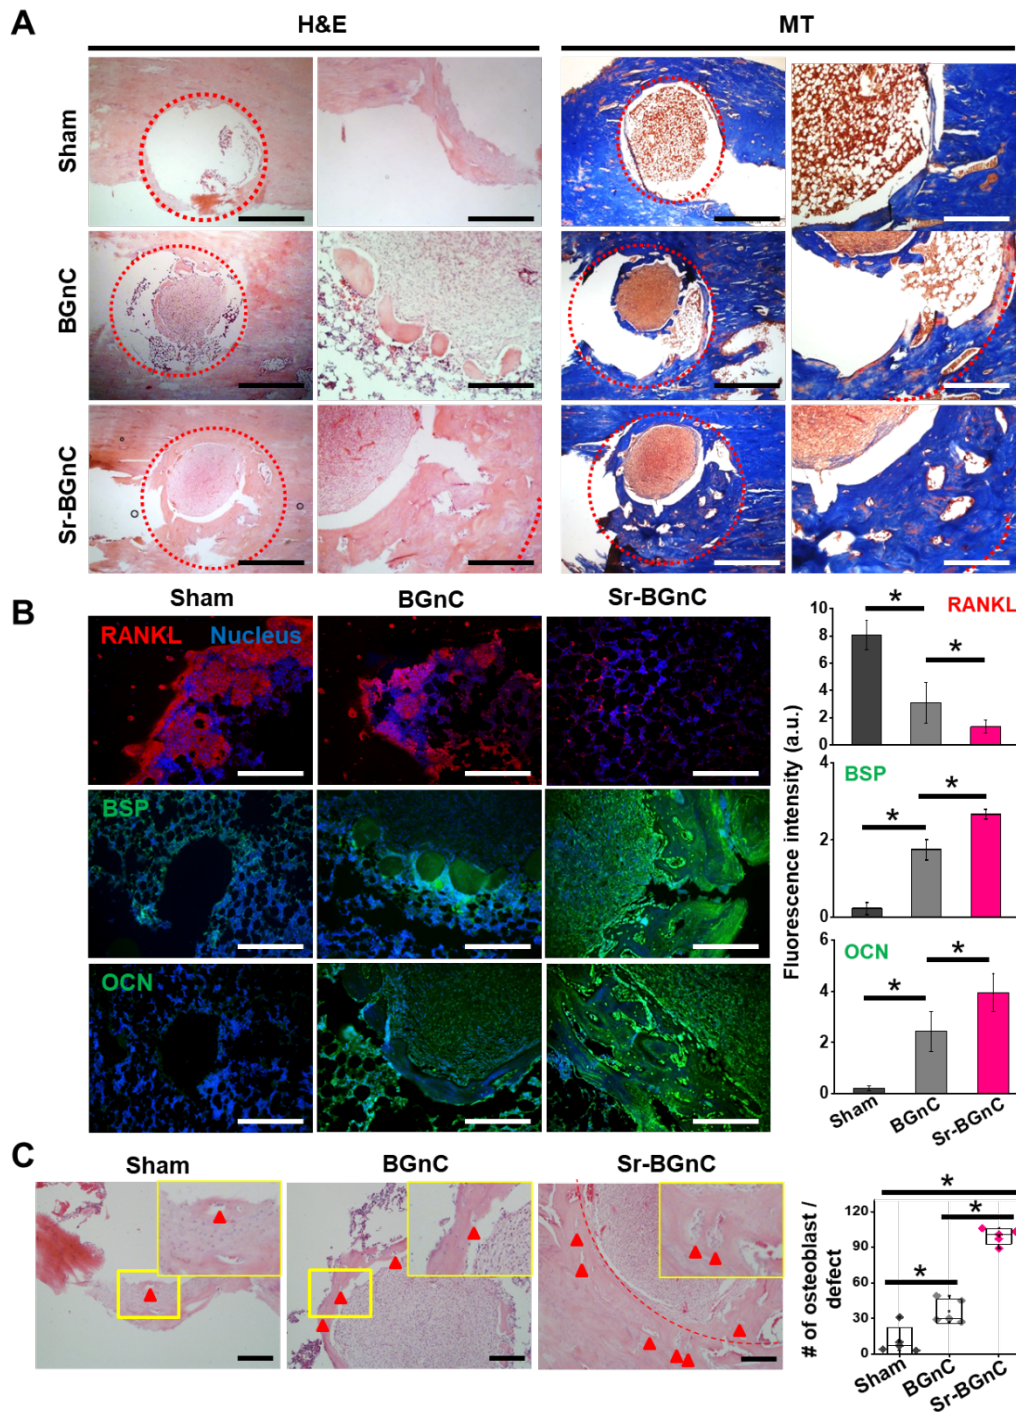 A
H&E
MT
Sham
BGnC
Sr-BGnC
B
Sham
BGnC
Sr-BGnC
RANKL
Nucleus
BSP
OCN
Fluorescence intensity (a.u.)
10
8
6
4
2
0
*
*
RANKL
4
2
0
BSP
*
*
6
4
2
0
OCN
*
*
Sham
BGnC
Sr-BGnC
C
Sham
BGnC
Sr-BGnC
# of osteoblast /
defect
120
90
60
30
0
*
*
*
Sham
BGnC
Sr-BGnC